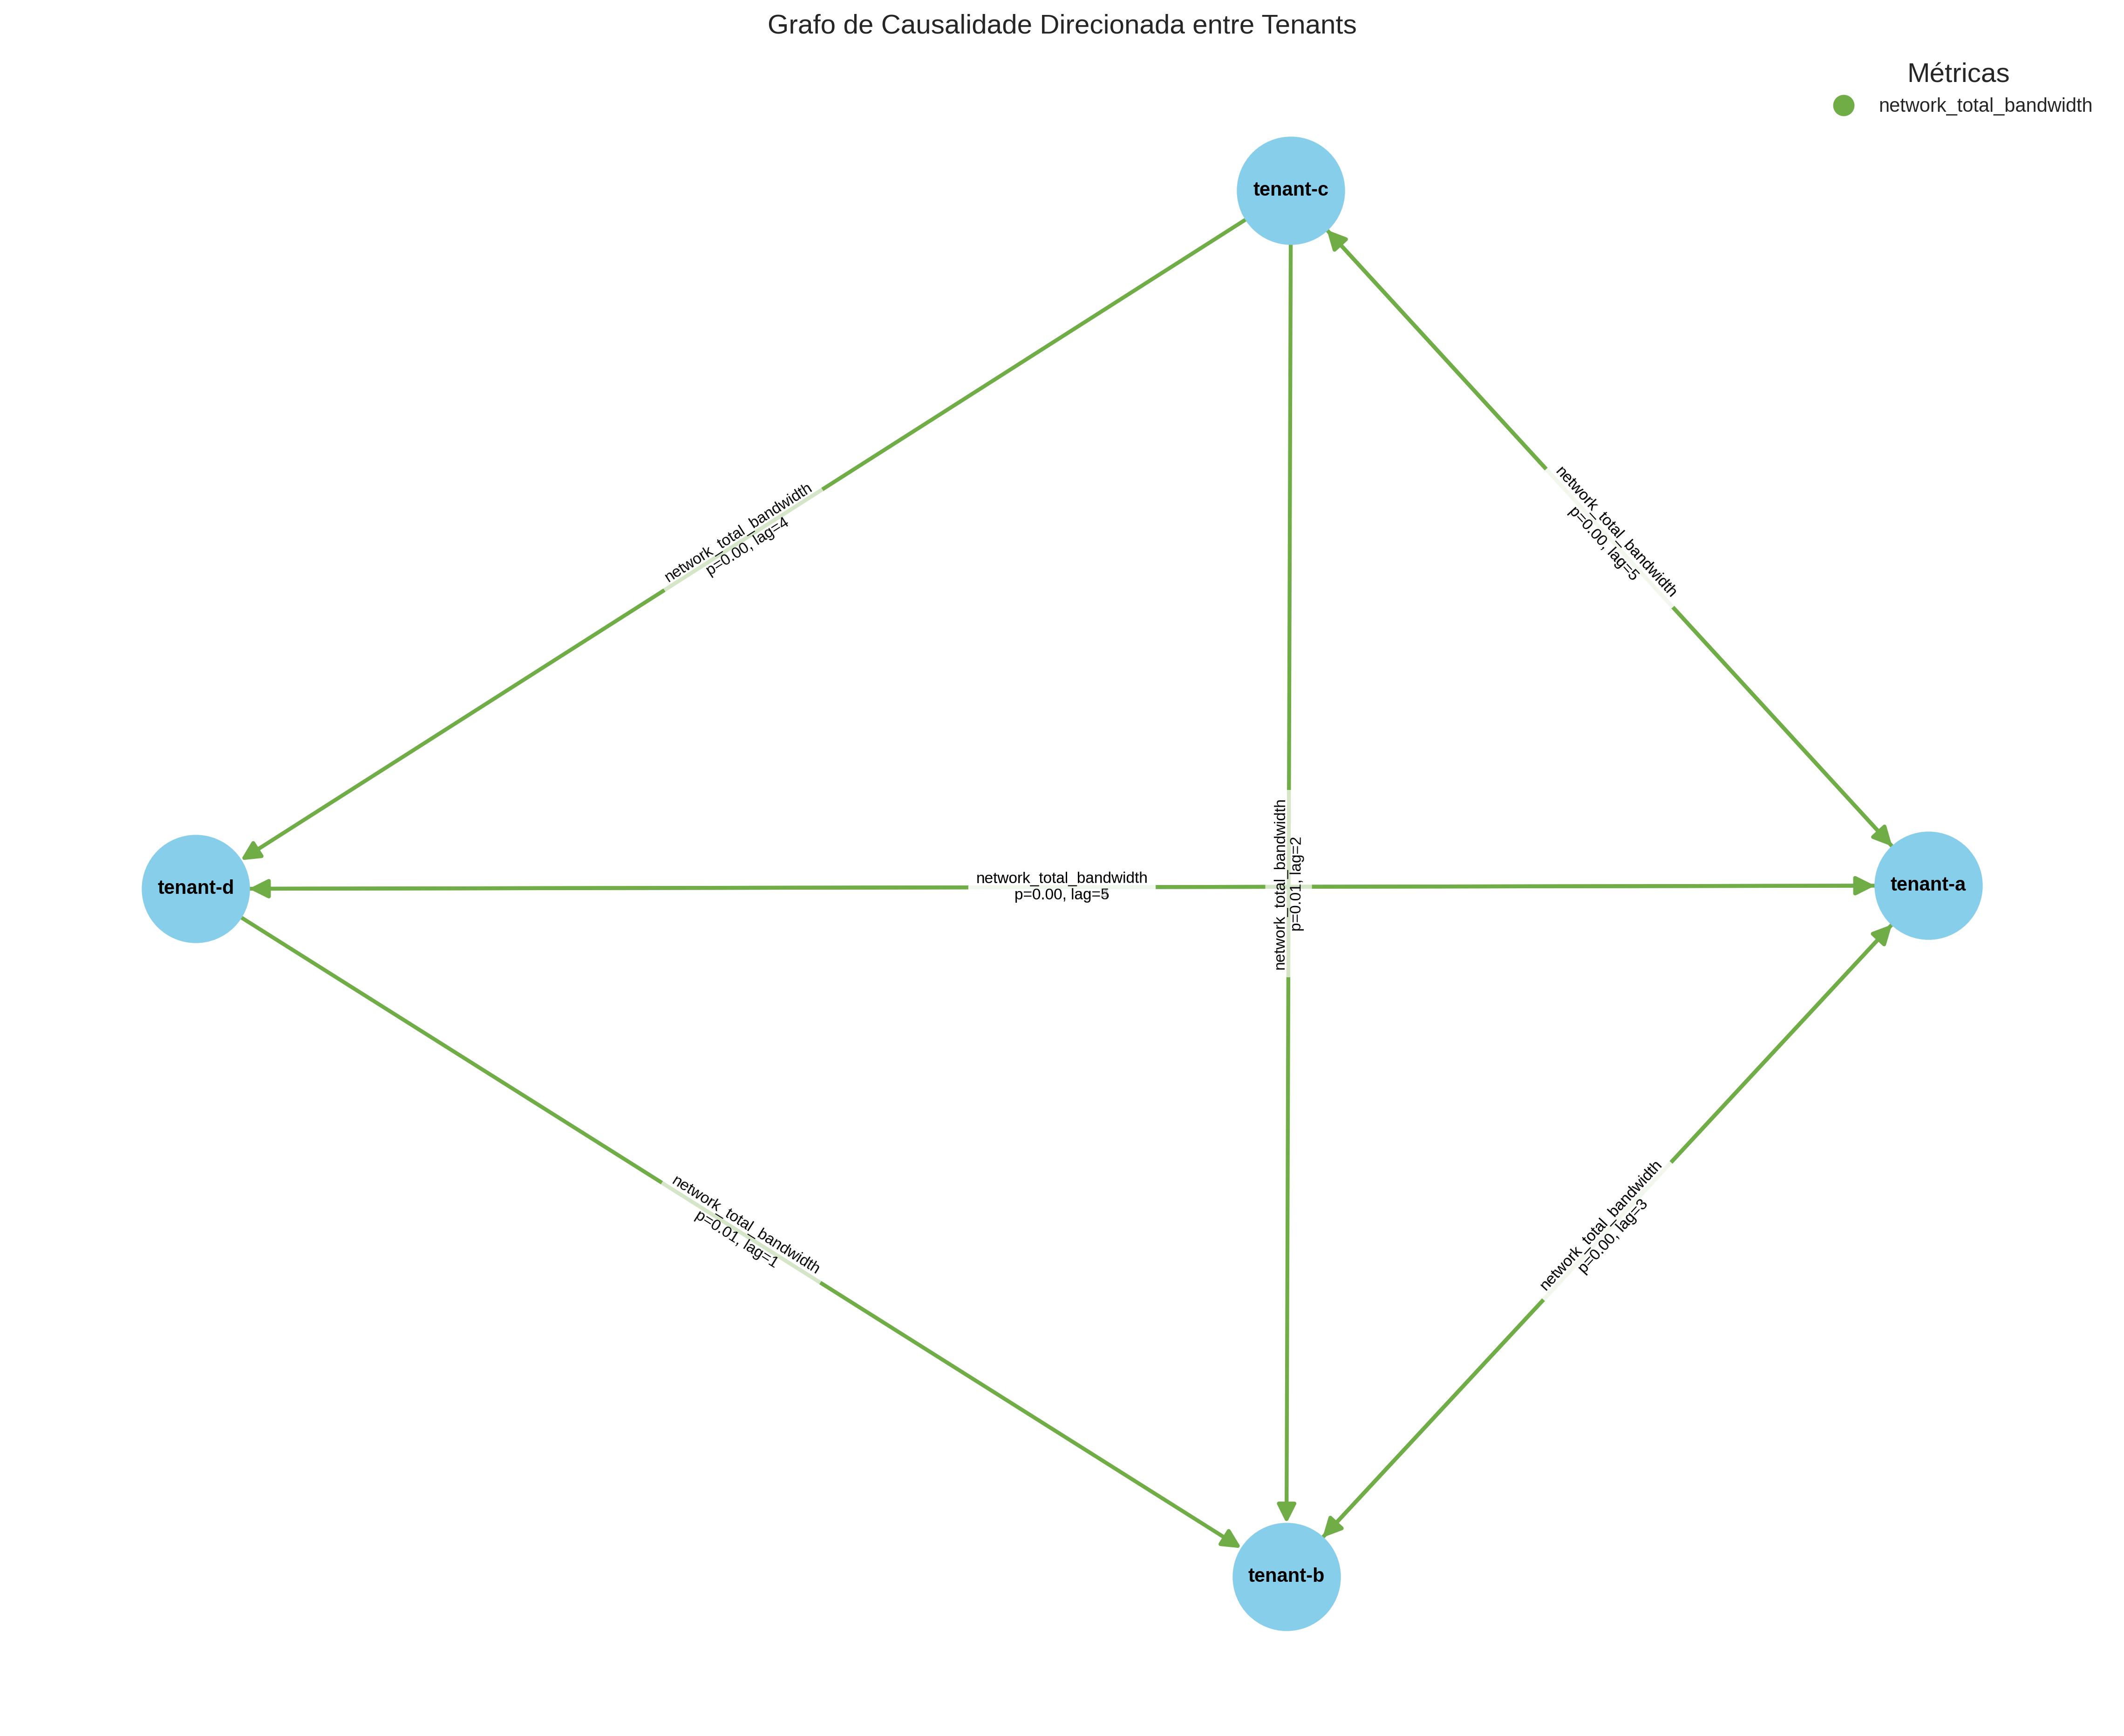 Grafo de Causalidade Direcionada entre Tenants
Métricas
network_total_bandwidth
tenant-c
network_total_bandwidth
p=0.00, lag=4
network_total_bandwidth
p=0.00, lag=5
network_total_bandwidth
p=0.01, lag=2
tenant-d
network_total_bandwidth
p=0.00, lag=5
tenant-a
network_total_bandwidth
p=0.01, lag=1
network_total_bandwidth
p=0.00, lag=3
tenant-b